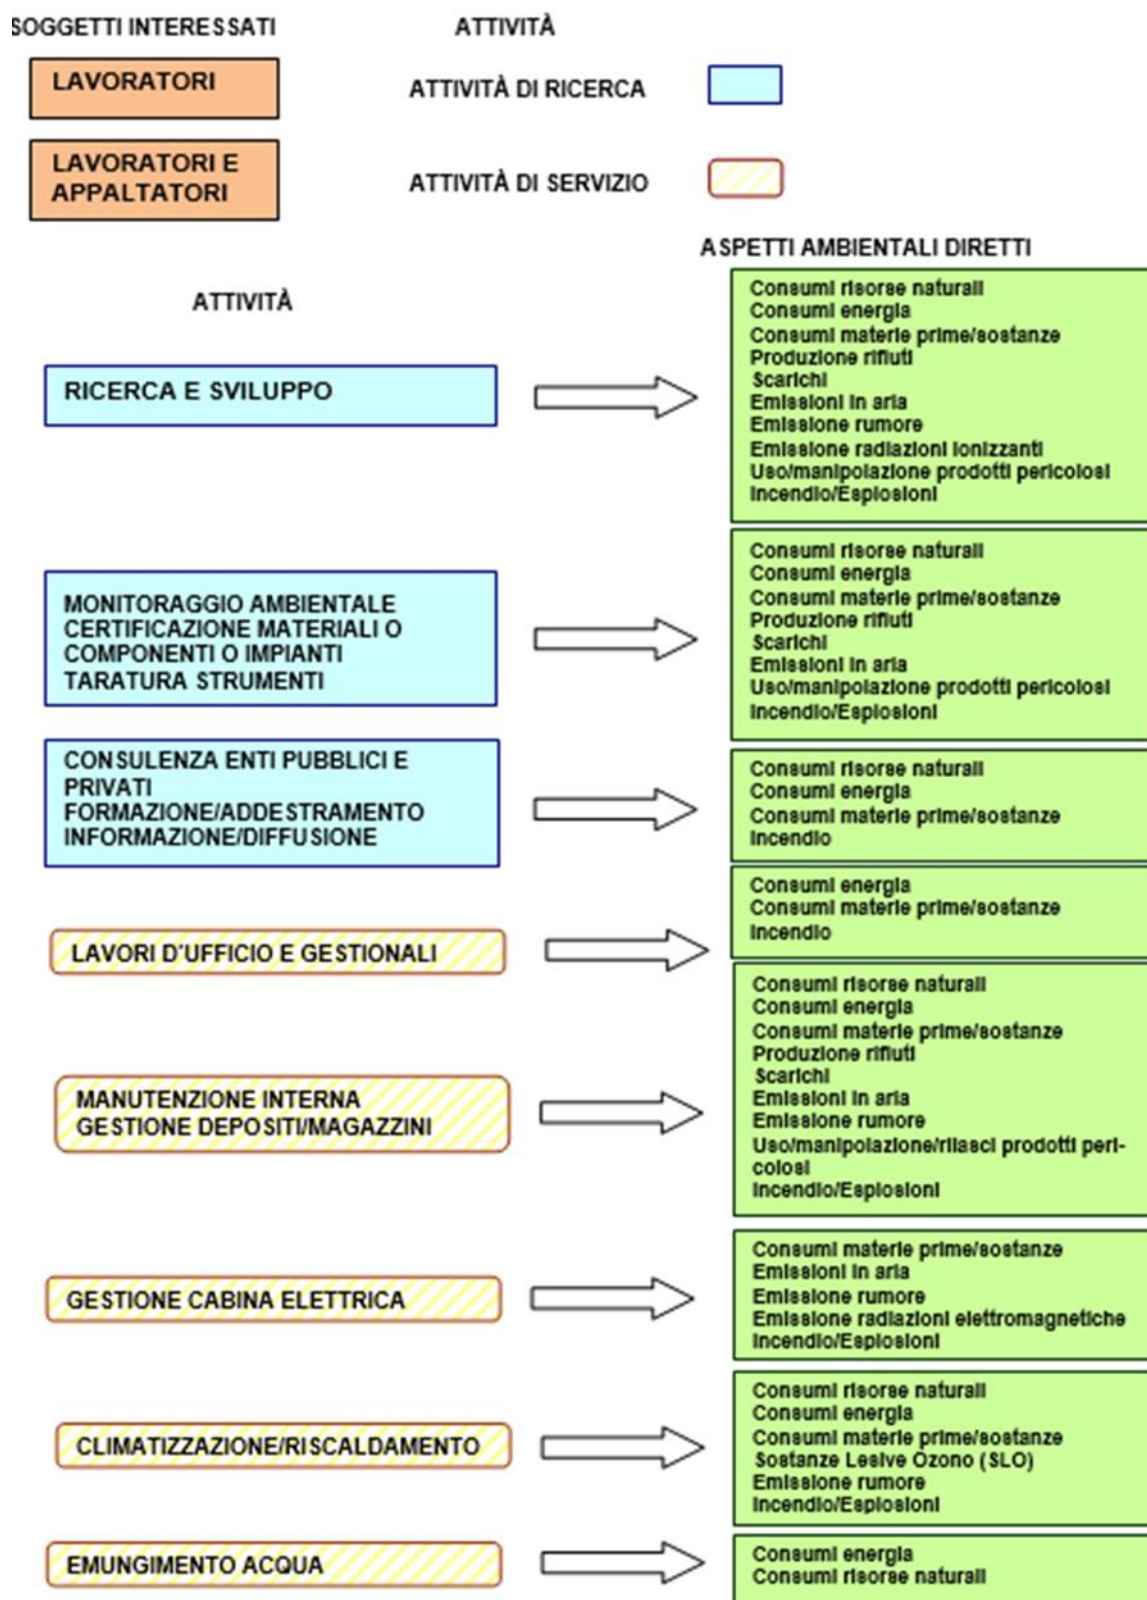 SOGGETTI INTERESSATI
ATTIVITÀ
LAVORATORI
ATTIVITÀ DI RICERCA
LAVORATORI E
APPALTATORI
ATTIVITÀ DI SERVIZIO
ASPETTI AMBIENTALI DIRETTI
ATTIVITÀ
RICERCA E SVILUPPO
Consumi risorse naturali
Consumi energia
Consumi materie prime/sostanze
Produzione rifiuti
Scarichi
Emissioni in aria
Emissione rumore
Emissione radiazioni ionizzanti
Uso/manipolazione prodotti pericolosi
Incendio/Esplosioni
MONITORAGGIO AMBIENTALE
CERTIFICAZIONE MATERIALI O
COMPONENTI O IMPIANTI
TARATURA STRUMENTI
Consumi risorse naturali
Consumi energia
Consumi materie prime/sostanze
Produzione rifiuti
Scarichi
Emissioni in aria
Uso/manipolazione prodotti pericolosi
Incendio/Esplosioni
CONSULENZA ENTI PUBBLICI E
PRIVATI
FORMAZIONE/ADDESTRAMENTO
INFORMAZIONE/DIFFUSIONE
Consumi risorse naturali
Consumi energia
Consumi materie prime/sostanze
Incendio
LAVORI D'UFFICIO E GESTIONALI
Consumi energia
Consumi materie prime/sostanze
Incendio
MANUTENZIONE INTERNA
GESTIONE DEPOSITI/MAGAZZINI
Consumi risorse naturali
Consumi energia
Consumi materie prime/sostanze
Produzione rifiuti
Scarichi
Emissioni in aria
Emissione rumore
Uso/manipolazione/rilasci prodotti peri-
colosi
Incendio/Esplosioni
GESTIONE CABINA ELETTRICA
Consumi materie prime/sostanze
Emissioni in aria
Emissione rumore
Emissione radiazioni elettromagnetiche
Incendio/Esplosioni
CLIMATIZZAZIONE/RISCALDAMENTO
Consumi risorse naturali
Consumi energia
Consumi materie prime/sostanze
Sostanze Lesive Ozono (SLO)
Emissione rumore
Incendio/Esplosioni
EMUNGIMENTO ACQUA
Consumi energia
Consumi risorse naturali